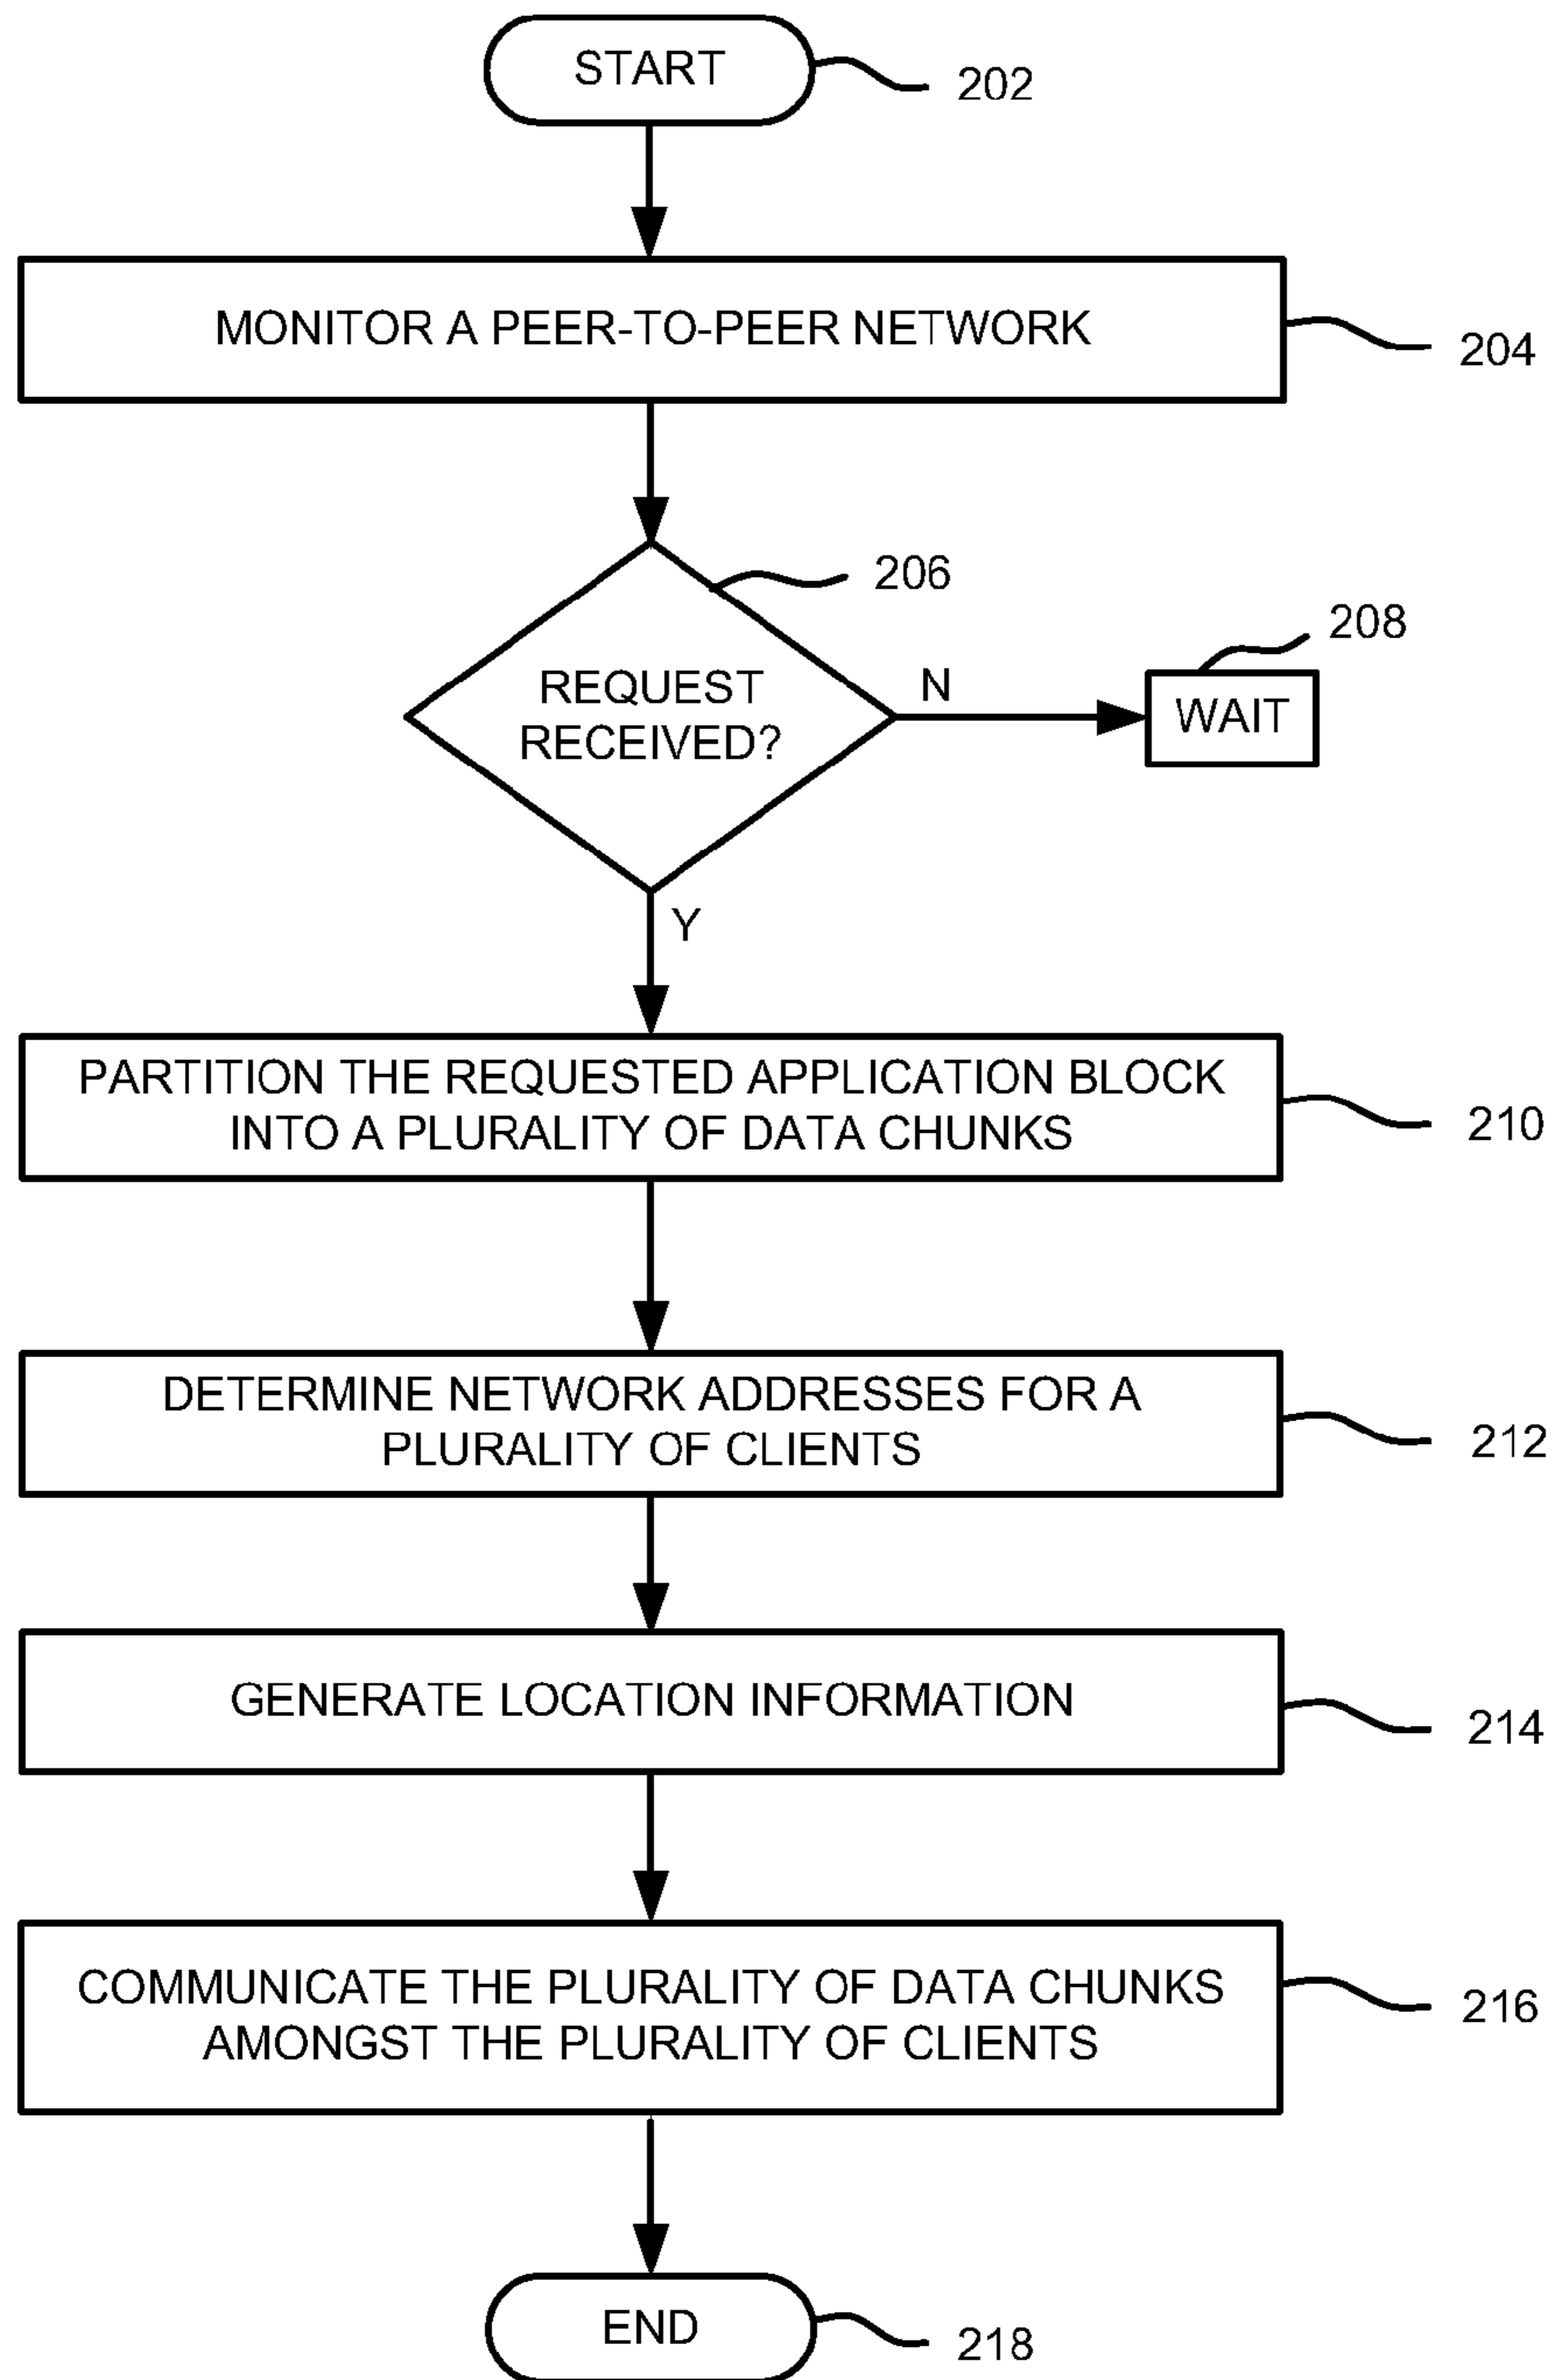 START
202
MONITOR A PEER-TO-PEER NETWORK
204
206
208
REQUEST
RECEIVED?
N
WAIT
Y
PARTITION THE REQUESTED APPLICATION BLOCK
INTO A PLURALITY OF DATA CHUNKS
210
DETERMINE NETWORK ADDRESSES FOR A
PLURALITY OF CLIENTS
212
GENERATE LOCATION INFORMATION
214
COMMUNICATE THE PLURALITY OF DATA CHUNKS
AMONGST THE PLURALITY OF CLIENTS
216
END
218